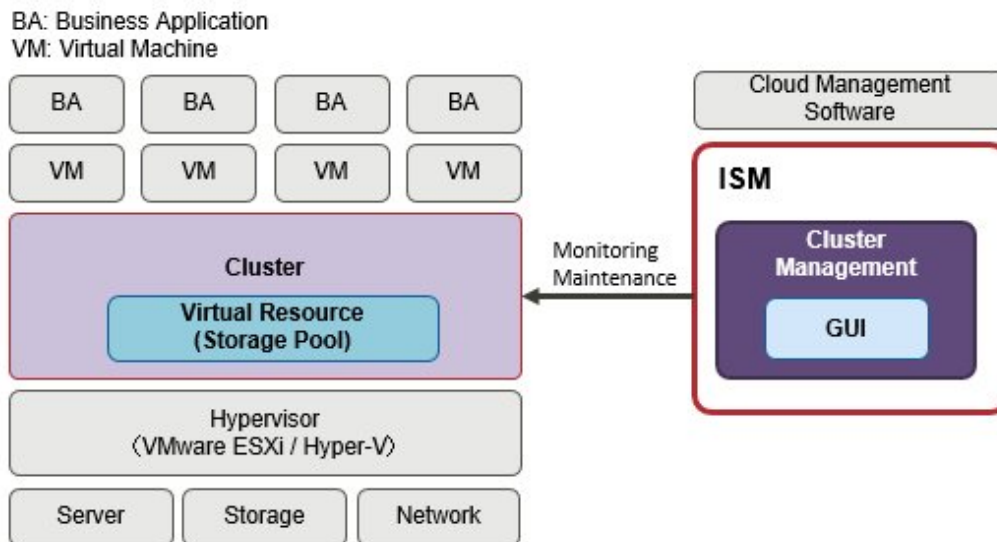 BA: Business Application
VM: Virtual Machine
BA BA BA BA
VM VM VM VM
Cluster
Virtual Resource
(Storage Pool)
Hypervisor
（VMware ESXi / Hyper-V）
Server Storage Network
Monitoring
Maintenance
Cloud Management
Software
ISM
Cluster
Management
GUI